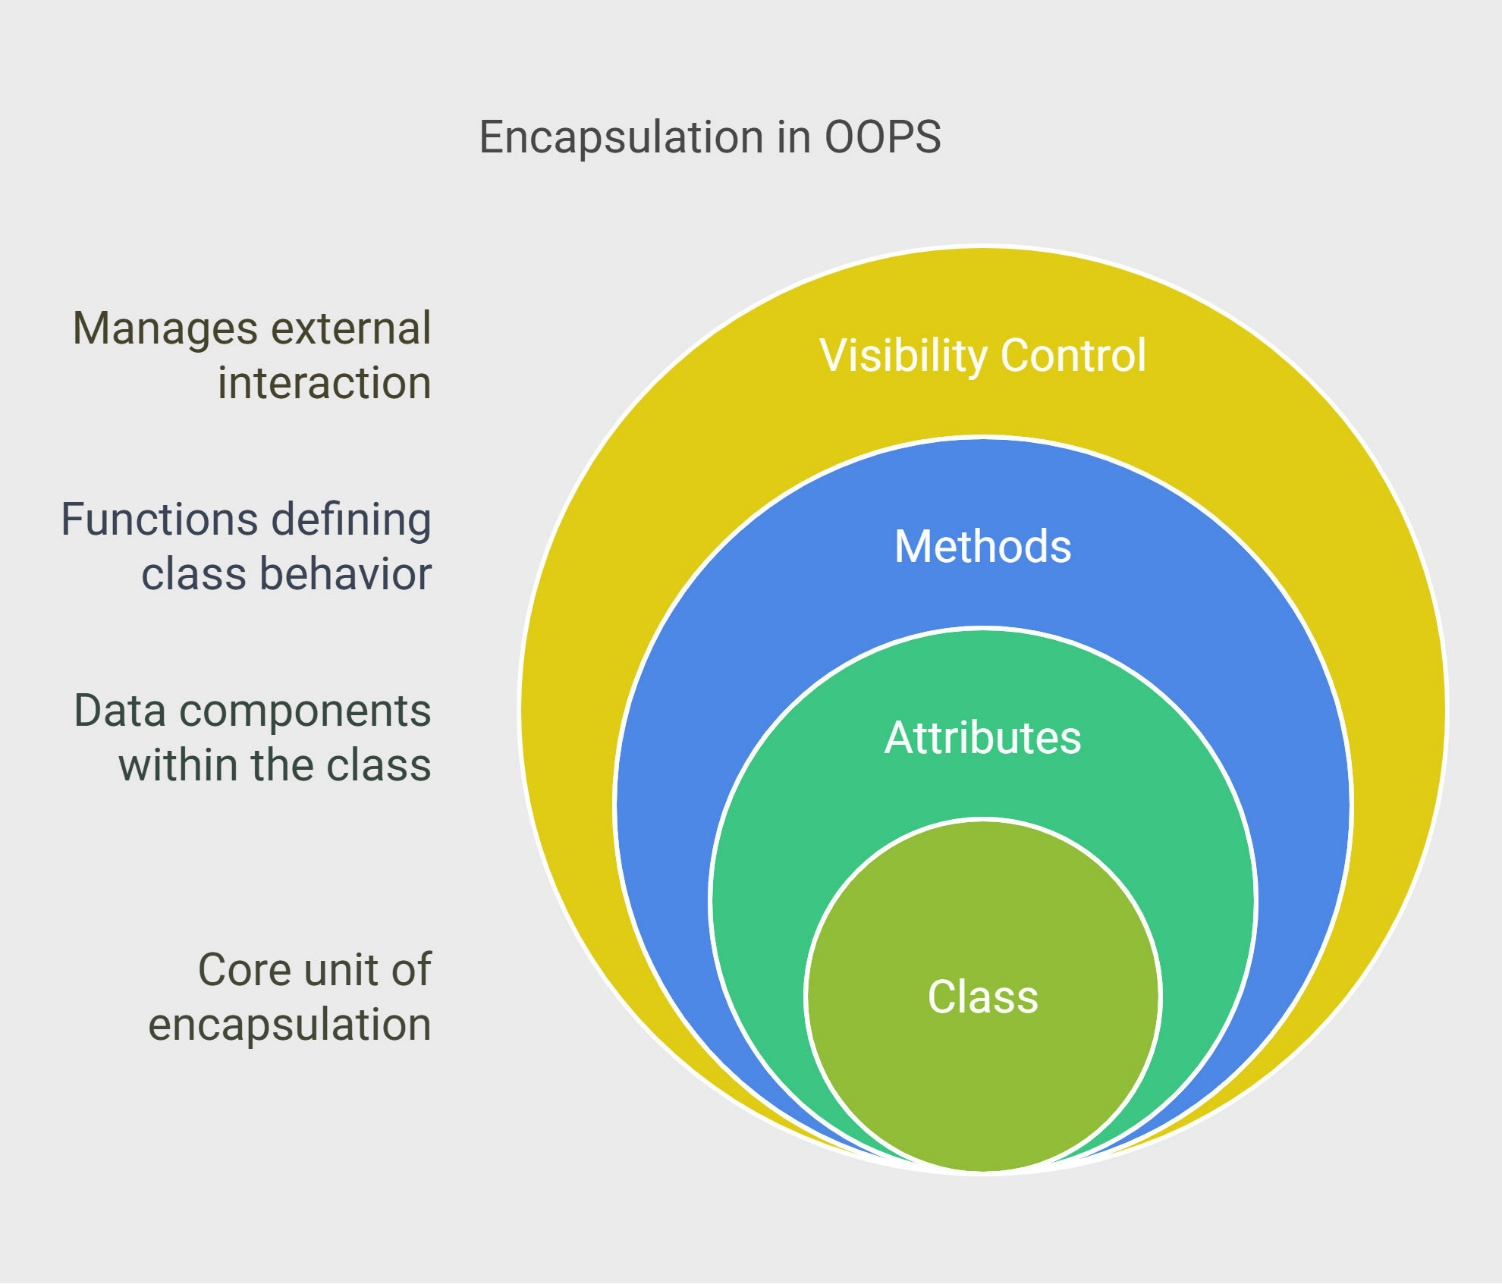 Encapsulation in OOPS
Manages external
interaction
Visibility Control
Functions defining
class behavior
Methods
Data components
within the class
Attributes
Core unit of
encapsulation
Class